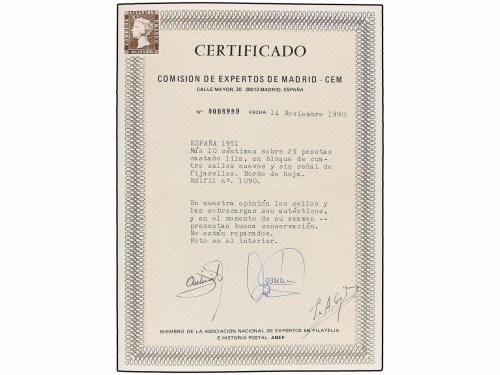 CERTIFICADO
COMISION DE EXPERTOS DE MADRID - CEM
CALLE MAYOR, 30. 28013 MADRID. ESPAÑA
Nº 0008999 FECHA 14 Noviembre 1990
ESPAÑA 1951
Más 10 céntimos sobre 25 pesetas
castaño lila, en bloque de cua-
tro sellos nuevos y sin señal de
fijasellos. Borde de hoja.
Edifil nº. 1090.
En nuestra opinión los sellos y
las sobrecargas son auténticos,
y en el momento de su examen --
presentan buena conservación.
No están reparados.
Foto en el interior.
MIEMBRO DE LA ASOCIACION NACIONAL DE EXPERTOS EN FILATELIA
E HISTORIA POSTAL. ANEF